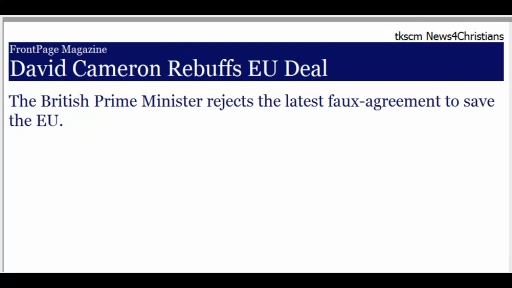 tkscm News4Christians
FrontPage Magazine
David Cameron Rebuffs EU Deal
The British Prime Minister rejects the latest faux-agreement to save
the EU.